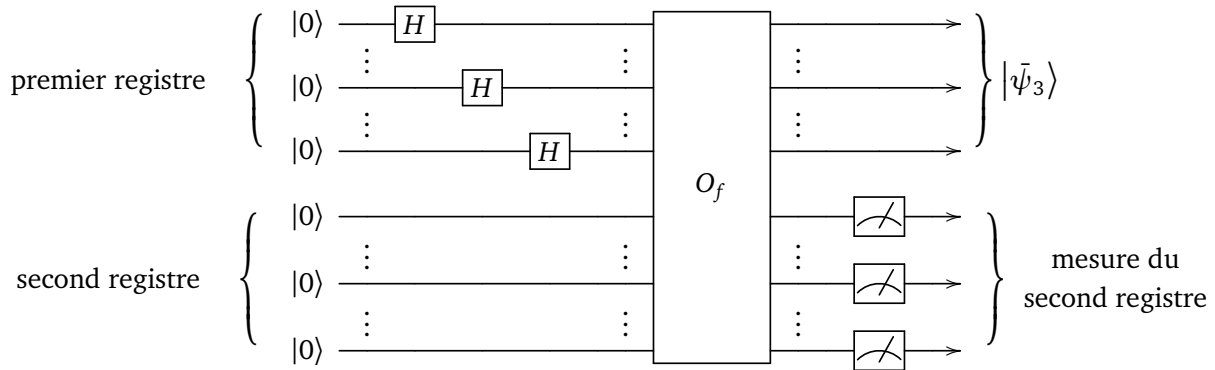 |0⟩ H
premier registre |0⟩ H |ψ̄₃⟩
|0⟩ H
O_f
|0⟩
second registre |0⟩ mesure du
second registre
|0⟩